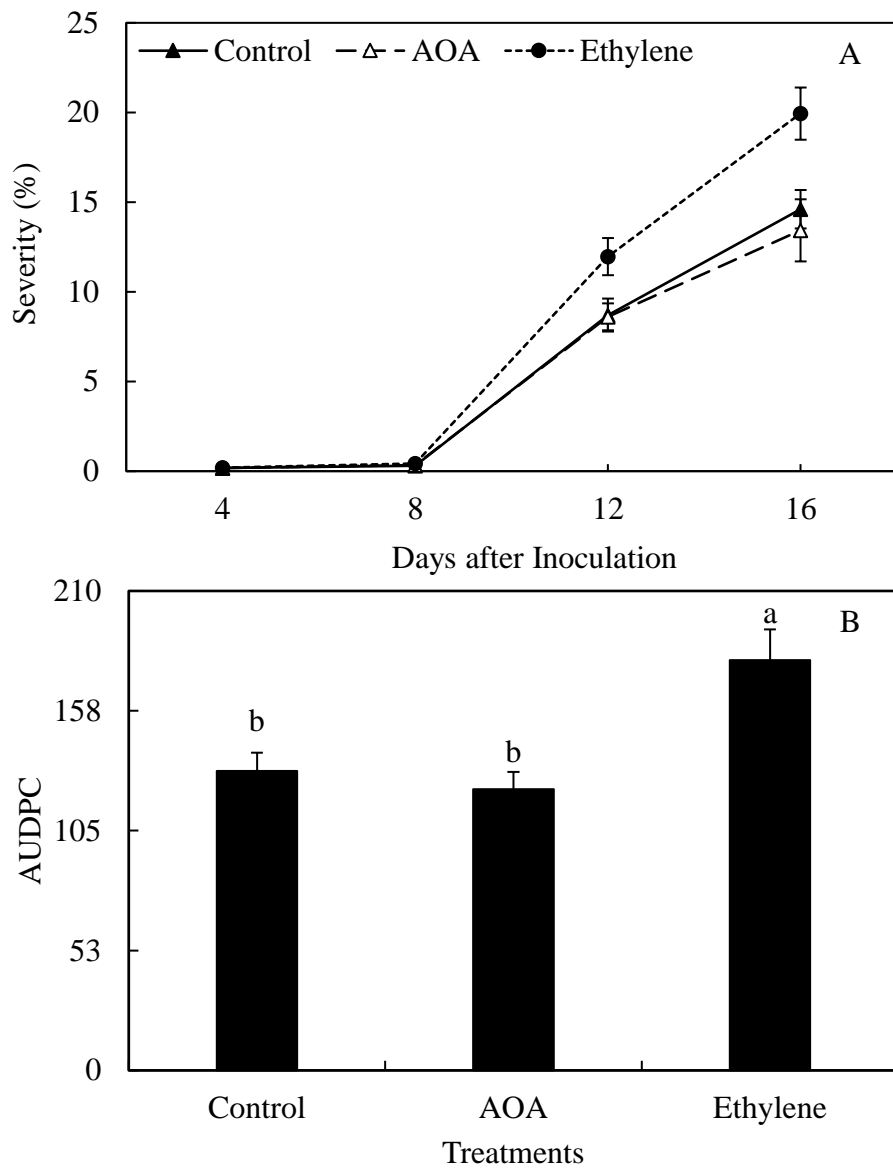 25
Control AOA Ethylene A
20
15
10
5
0
Severity (%)
4 8 12 16
Days after Inoculation
210
a B
158
b
b
105
53
0
AUDPC
Control AOA Ethylene
Treatments